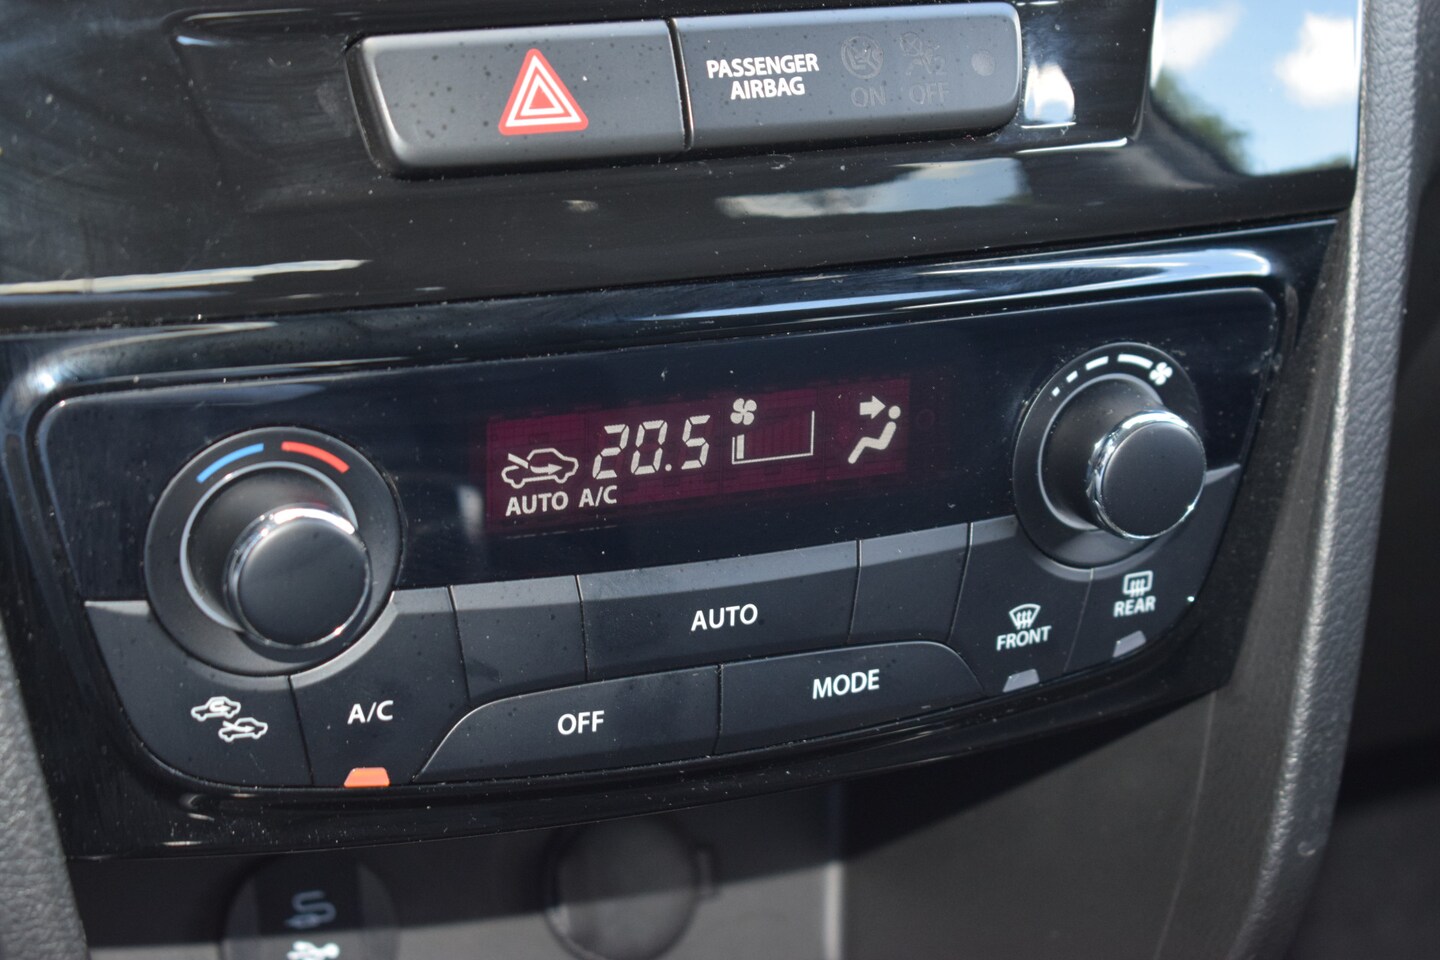 PASSENGER
AIRBAG
ON OFF
20.5
AUTO A/C
AUTO
A/C
OFF
MODE
FRONT
REAR